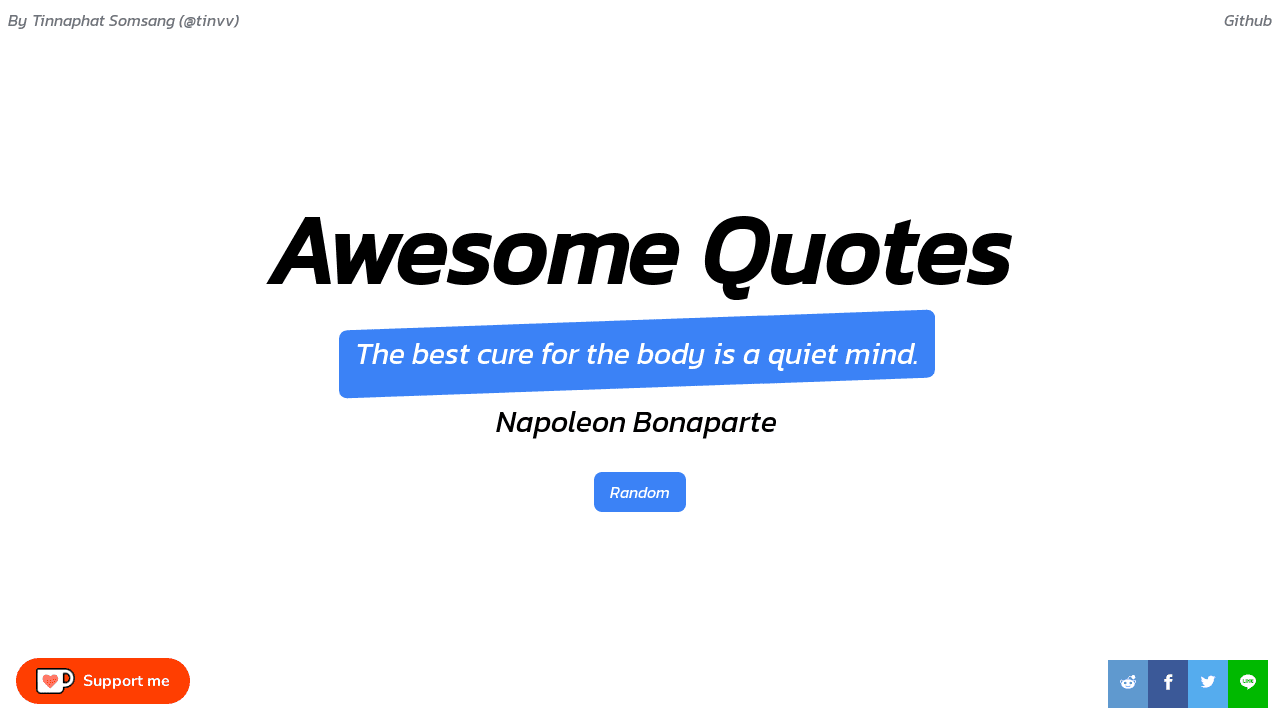 By Tinnaphat Somsang (@tinvv)
Github
Awesome Quotes
The best cure for the body is a quiet mind.
Napoleon Bonaparte
Random
Support me
LINE